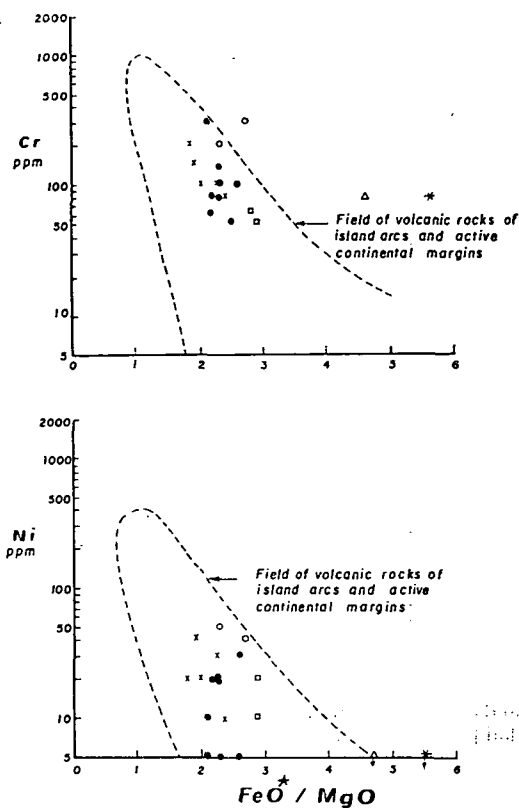 2000
1000
500
Cr
ppm
100
50
10
5
Field of volcanic rocks of
island arcs and active
continental margins
0 1 2 3 4 5 6
2000
1000
500
Ni
ppm
100
50
10
5
Field of volcanic rocks of
island arcs and active
continental margins
0 1 2 3 4 5 6
FeO* / MgO